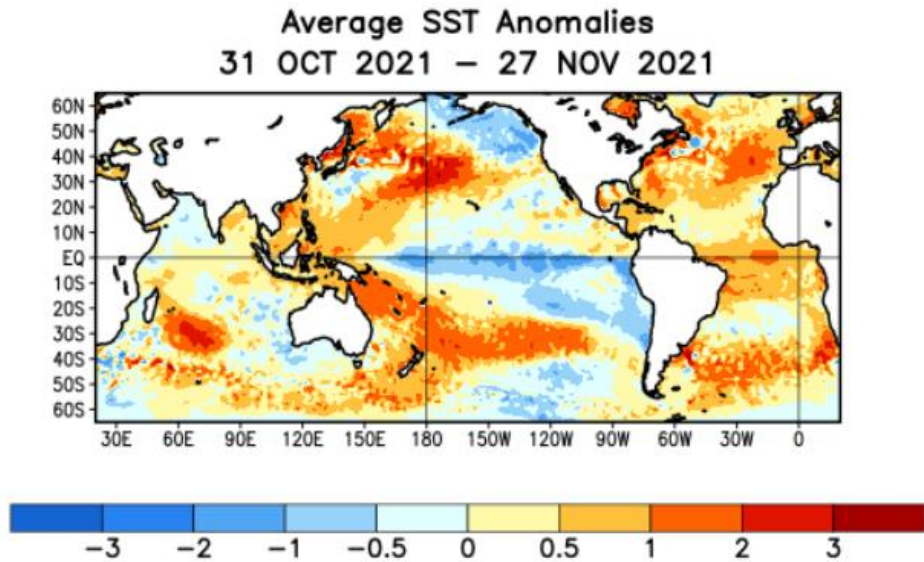 Average SST Anomalies
31 OCT 2021 – 27 NOV 2021
60N
50N
40N
30N
20N
10N
EQ
10S
20S
30S
40S
50S
60S
30E 60E 90E 120E 150E 180 150W 120W 90W 60W 30W 0
-3 -2 -1 -0.5 0 0.5 1 2 3